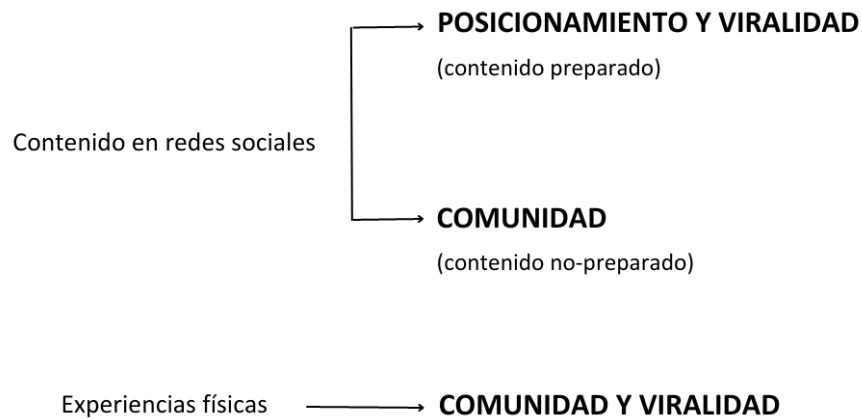 POSICIONAMIENTO Y VIRALIDAD
(contenido preparado)
Contenido en redes sociales
COMUNIDAD
(contenido no-preparado)
Experiencias físicas
COMUNIDAD Y VIRALIDAD